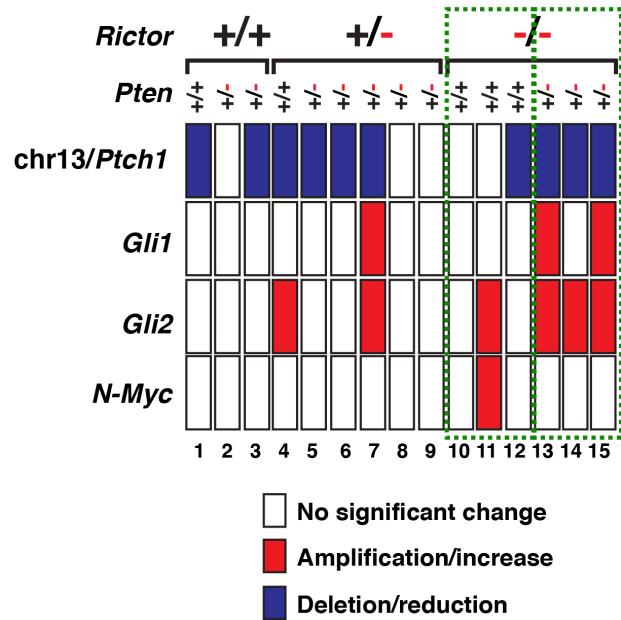 Rictor +/+ +/- -/-
Pten +/+ +/- +/- +/+ +/- +/- +/- +/- +/- +/+ +/+ +/+ +/- +/- +/-
chr13/Ptch1
Gli1
Gli2
N-Myc
1 2 3 4 5 6 7 8 9 10 11 12 13 14 15
No significant change
Amplification/increase
Deletion/reduction